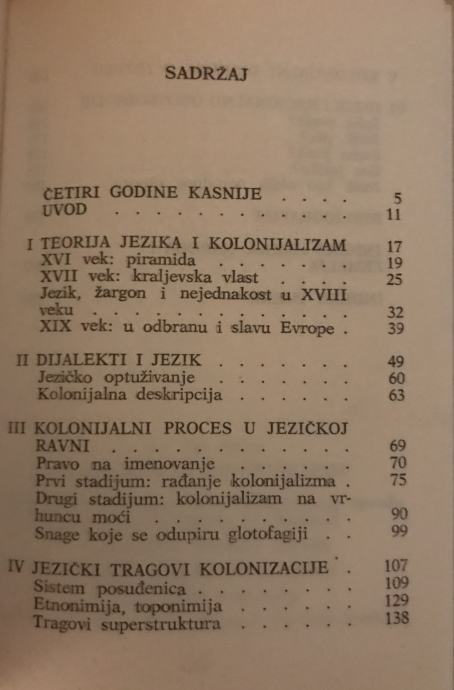 SADRŽAJ
ČETIRI GODINE KASNIJE . . . . 5
UVOD . . . . . . . . . . . . 11
I TEORIJA JEZIKA I KOLONIJALIZAM 17
XVI vek: piramida . . . . . . . 19
XVII vek: kraljevska vlast . . . . 25
Jezik, žargon i nejednakost u XVIII
veku . . . . . . . . . . . . 32
XIX vek: u odbranu i slavu Evrope . 39
II DIJALEKTI I JEZIK . . . . . . . 49
Jezičko optuživanje . . . . . . . 60
Kolonijalna deskripcija . . . . . . 63
III KOLONIJALNI PROCES U JEZIČKOJ
RAVNI . . . . . . . . . . . 69
Pravo na imenovanje . . . . . . 70
Prvi stadijum: rađanje kolonijalizma . 75
Drugi stadijum: kolonijalizam na vr-
huncu moći . . . . . . . . . 90
Snage koje se odupiru glotofagiji . . 99
IV JEZIČKI TRAGOVI KOLONIZACIJE . 107
Sistem posuđenica . . . . . . . . 109
Etnonimija, toponimija . . . . . . 129
Tragovi superstruktura . . . . . . 138